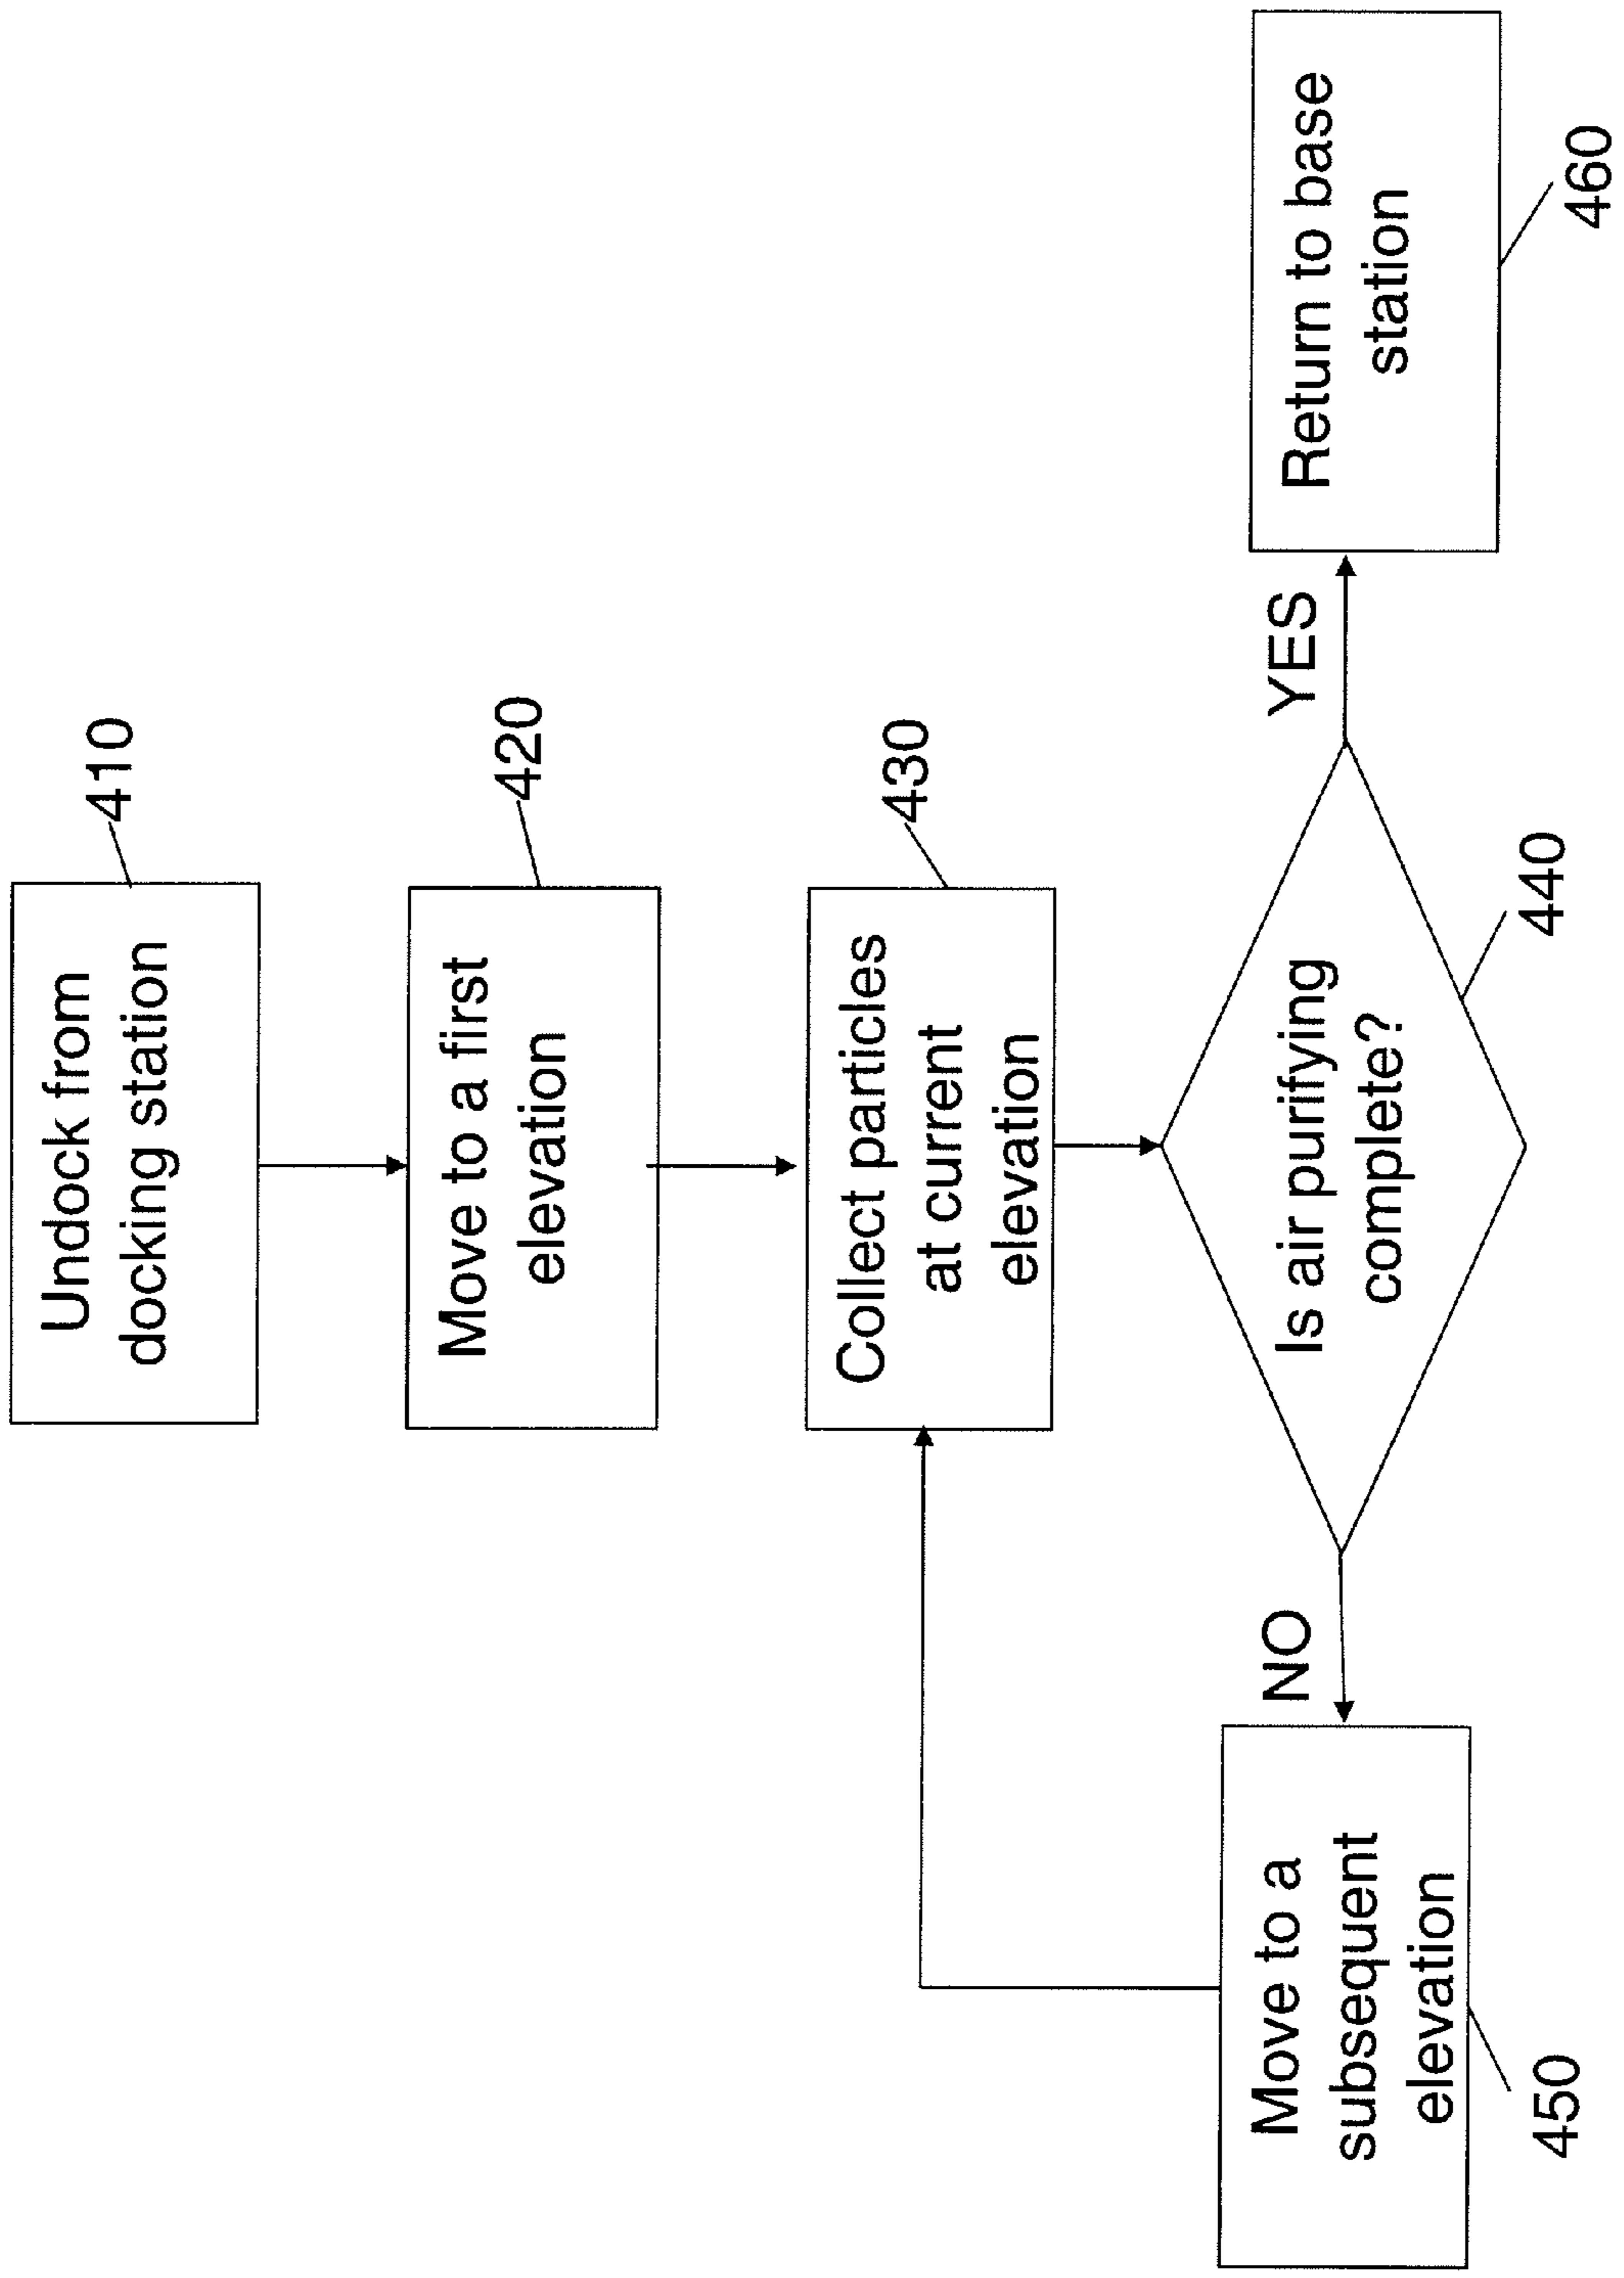 Undock from
docking station
410
Move to a first
elevation
420
Collect particles
at current
elevation
430
Is air purifying
complete?
440
NO
YES
Move to a
subsequent
elevation
450
Return to base
station
460